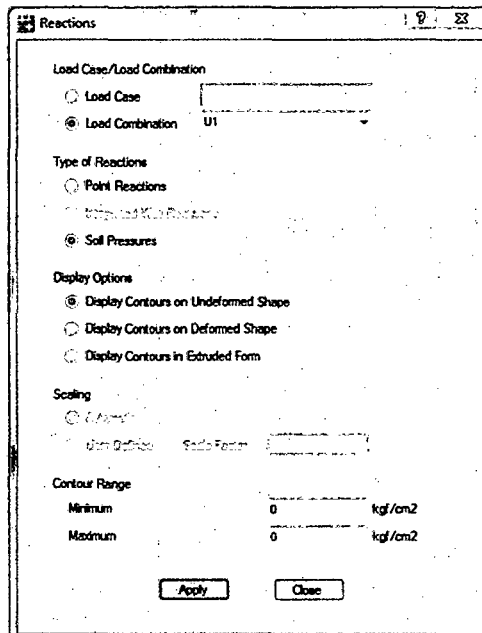 Reactions
Load Case/Load Combination
Load Case
Load Combination U1
Type of Reactions
Point Reactions
Soil Pressures
Display Options
Display Contours on Undeformed Shape
Display Contours on Deformed Shape
Display Contours in Extruded Form
Scaling
Scale Factor
Contour Range
Minimum 0 kgf/cm2
Maximum 0 kgf/cm2
Apply Close